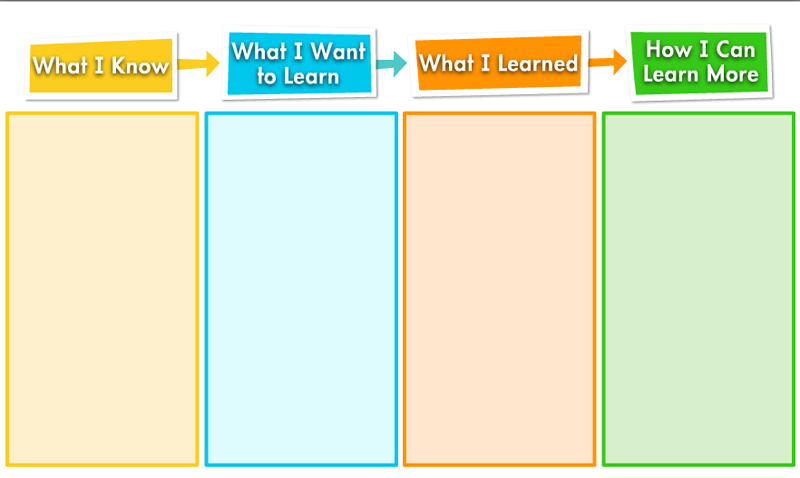 What I Know
What I Want
to Learn
What I Learned
How I Can
Learn More